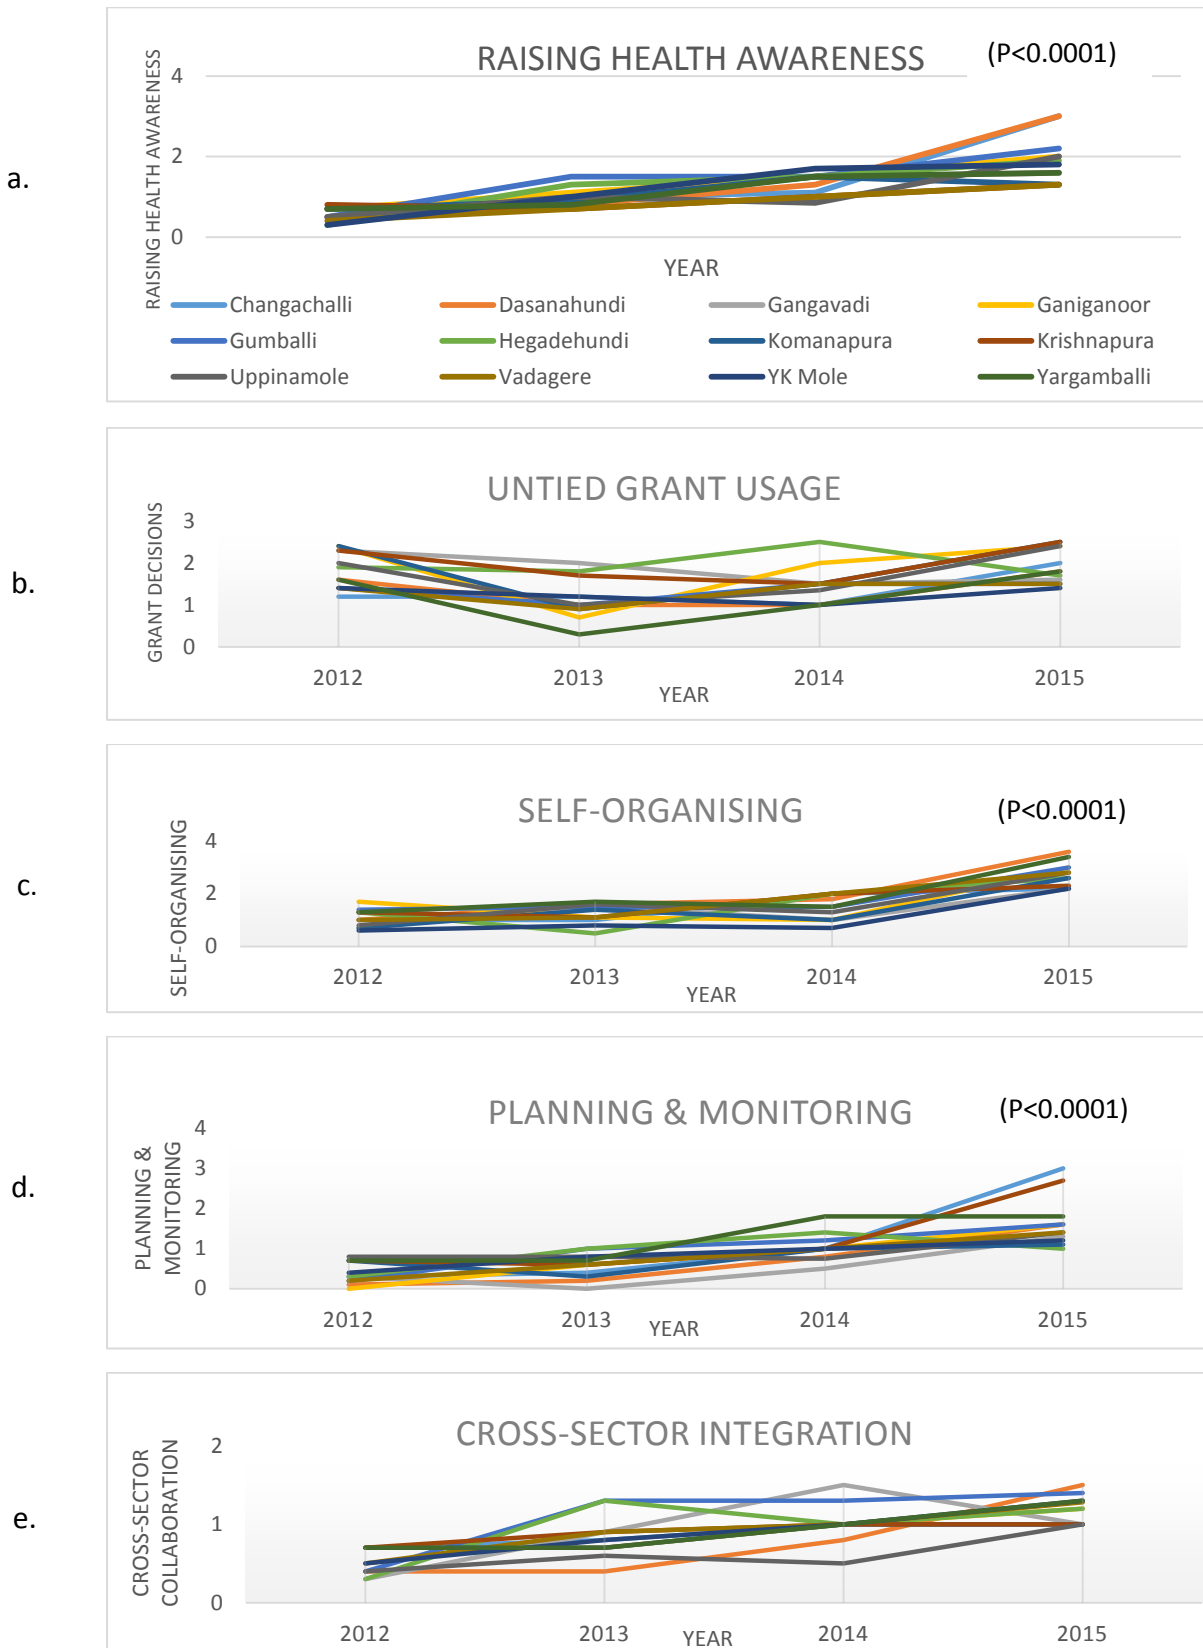 a.
RAISING HEALTH AWARENESS
(P<0.0001)
RAISING HEALTH AWARENESS
4
2
0
YEAR
Changachalli Dasanahundi Gangavadi Ganiganoor
Gumballi Hegadehundi Komanapura Krishnapura
Uppinamole Vadagere YK Mole Yargamballi
b.
UNTIED GRANT USAGE
GRANT DECISIONS
3
2
1
0
2012 2013 2014 2015
YEAR
c.
SELF-ORGANISING
(P<0.0001)
SELF-ORGANISING
4
2
0
2012 2013 2014 2015
YEAR
d.
PLANNING & MONITORING
(P<0.0001)
PLANNING &
MONITORING
4
3
2
1
0
2012 2013 2014 2015
YEAR
e.
CROSS-SECTOR INTEGRATION
CROSS-SECTOR
COLLABORATION
2
1
0
2012 2013 2014 2015
YEAR